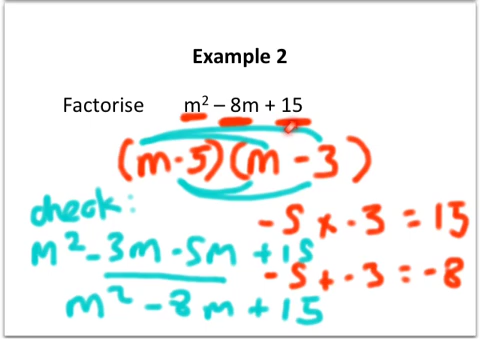 Example 2
Factorise m² – 8m + 15
(m - 5)(m - 3)
check:
-5 x -3 = 15
m² - 3m - 5m + 15
-5 + -3 = -8
m² - 8m + 15